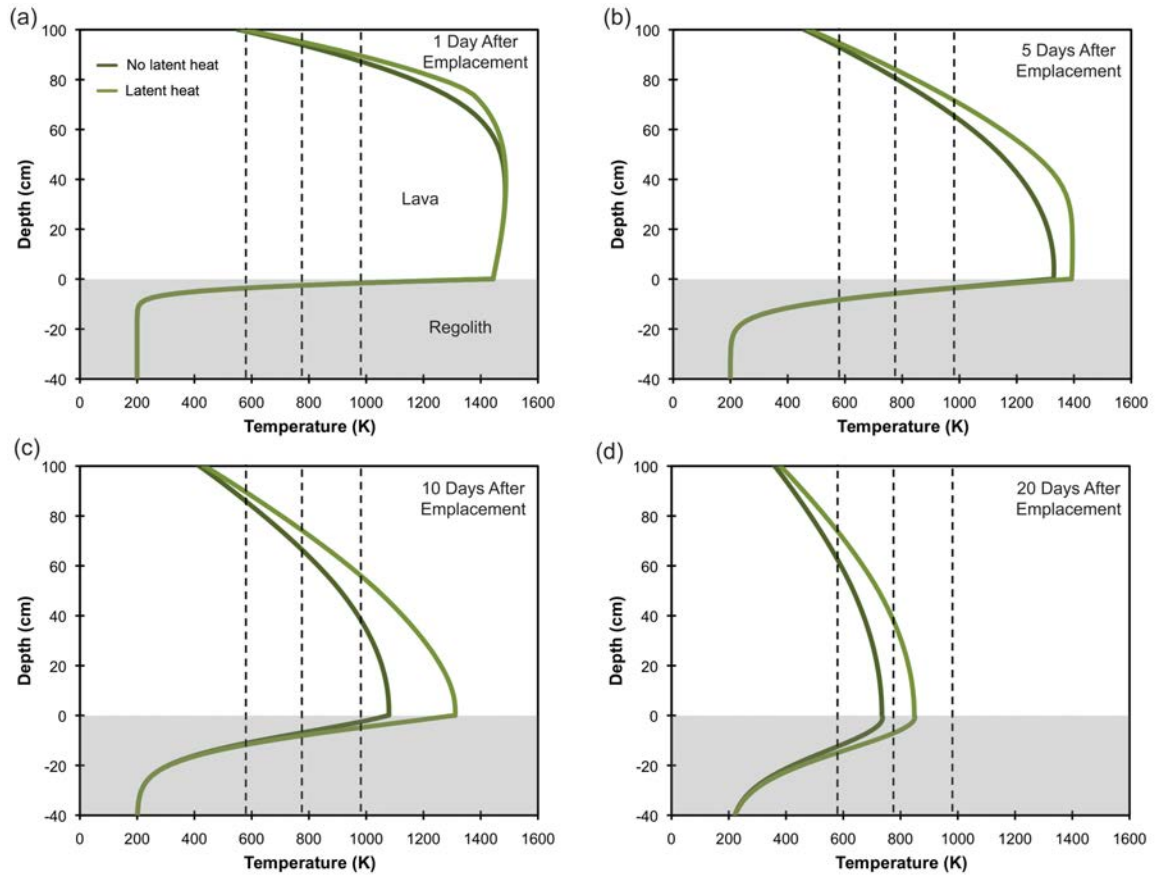 (a)
100
80
60
40
20
0
-20
-40
Depth (cm)
No latent heat
Latent heat
1 Day After
Emplacement
Lava
Regolith
0 200 400 600 800 1000 1200 1400 1600
Temperature (K)
(b)
100
80
60
40
20
0
-20
-40
Depth (cm)
5 Days After
Emplacement
0 200 400 600 800 1000 1200 1400 1600
Temperature (K)
(c)
100
80
60
40
20
0
-20
-40
Depth (cm)
10 Days After
Emplacement
0 200 400 600 800 1000 1200 1400 1600
Temperature (K)
(d)
100
80
60
40
20
0
-20
-40
Depth (cm)
20 Days After
Emplacement
0 200 400 600 800 1000 1200 1400 1600
Temperature (K)